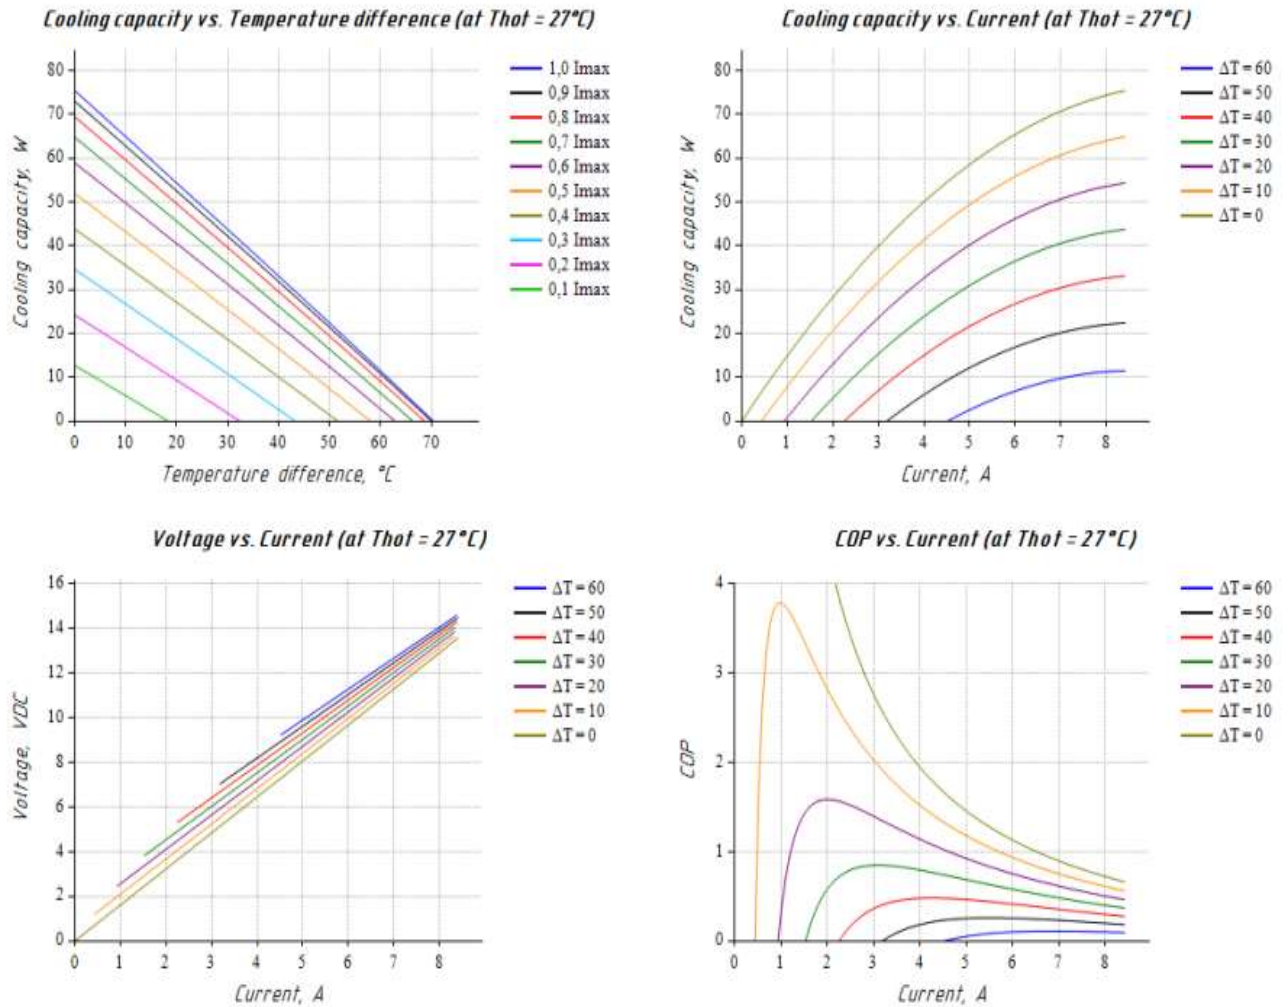 Cooling capacity vs. Temperature difference (at Thot = 27°C)
80
70
60
50
40
30
20
10
0
Cooling capacity, W
0 10 20 30 40 50 60 70
Temperature difference, °C
1,0 Imax
0,9 Imax
0,8 Imax
0,7 Imax
0,6 Imax
0,5 Imax
0,4 Imax
0,3 Imax
0,2 Imax
0,1 Imax
Cooling capacity vs. Current (at Thot = 27°C)
80
70
60
50
40
30
20
10
0
Cooling capacity, W
0 1 2 3 4 5 6 7 8
Current, A
ΔT = 60
ΔT = 50
ΔT = 40
ΔT = 30
ΔT = 20
ΔT = 10
ΔT = 0
Voltage vs. Current (at Thot = 27°C)
16
14
12
10
8
6
4
2
0
Voltage, VDC
0 1 2 3 4 5 6 7 8
Current, A
ΔT = 60
ΔT = 50
ΔT = 40
ΔT = 30
ΔT = 20
ΔT = 10
ΔT = 0
COP vs. Current (at Thot = 27°C)
4
3
2
1
0
COP
0 1 2 3 4 5 6 7 8
Current, A
ΔT = 60
ΔT = 50
ΔT = 40
ΔT = 30
ΔT = 20
ΔT = 10
ΔT = 0